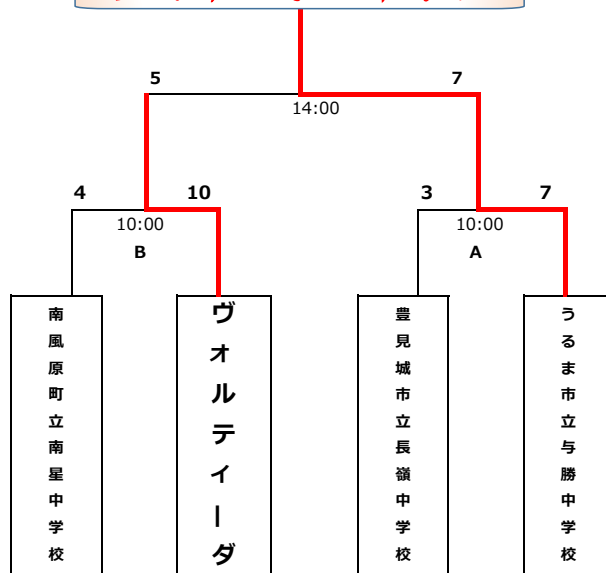 5 7
14:00
4 10 3 7
10:00 10:00
B A
南風原町立南星中学校
ヴォルティーダ
豊見城市立長嶺中学校
うるま市立与勝中学校